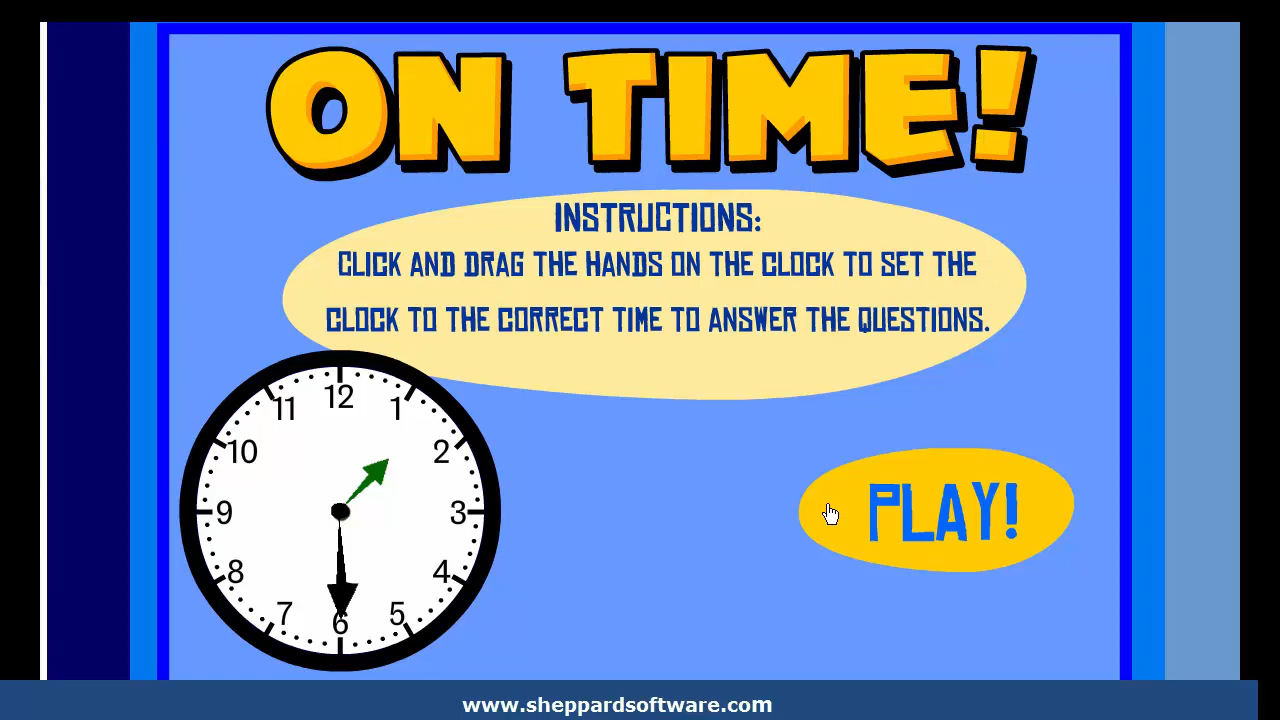 ON TIME!
INSTRUCTIONS:
CLICK AND DRAG THE HANDS ON THE CLOCK TO SET THE
CLOCK TO THE CORRECT TIME TO ANSWER THE QUESTIONS.
12
11
1
10
2
9
3
8
4
7
5
6
PLAY!
www.sheppardsoftware.com